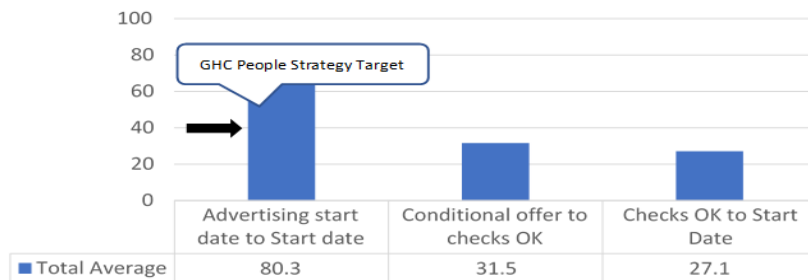 100
80
GHC People Strategy Target
60
40
20
0
Advertising start date to Start date
Conditional offer to checks OK
Checks OK to Start Date
Total Average 80.3 31.5 27.1